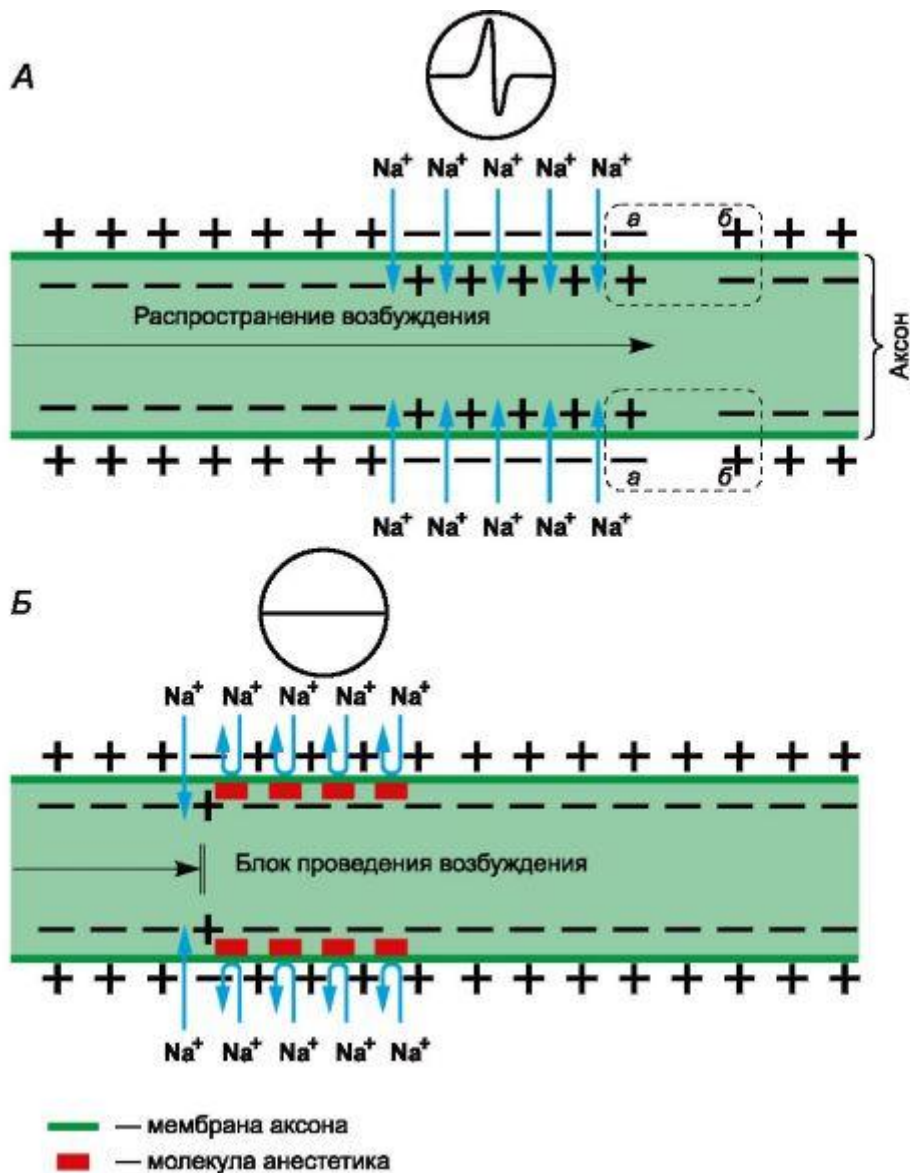 А
Na⁺ Na⁺ Na⁺ Na⁺ Na⁺
+ + + + + + + − − − − − + + +
а б
− − − − − − − + + + + + − − −
Распространение возбуждения
Аксон
− − − − − − − + + + + + − − −
+ + + + + + + − − − − − + + +
а б
Na⁺ Na⁺ Na⁺ Na⁺ Na⁺
Б
Na⁺ Na⁺ Na⁺ Na⁺ Na⁺
Блок проведения возбуждения
Na⁺ Na⁺ Na⁺ Na⁺ Na⁺
— мембрана аксона
— молекула анестетика